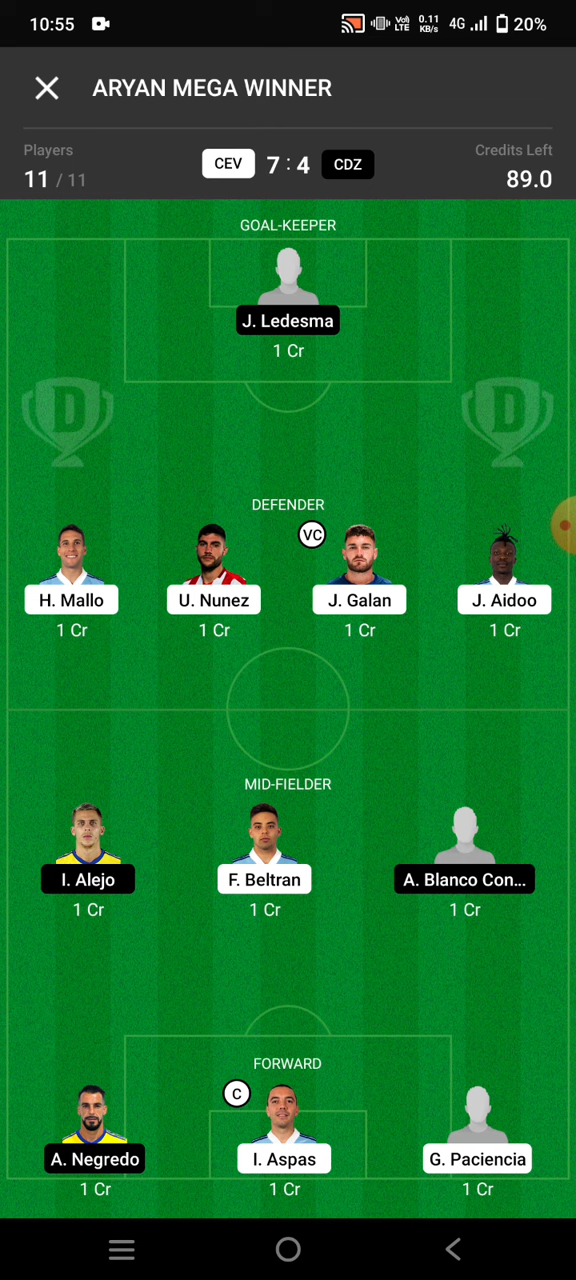 10:55 Vo) LTE 0.11 KB/s 4G 20%
ARYAN MEGA WINNER
Players Credits Left
11 / 11 CEV 7 : 4 CDZ 89.0
GOAL-KEEPER
J. Ledesma
1 Cr
D D
DEFENDER
VC
H. Mallo U. Nunez J. Galan J. Aidoo
1 Cr 1 Cr 1 Cr 1 Cr
MID-FIELDER
I. Alejo F. Beltran A. Blanco Con...
1 Cr 1 Cr 1 Cr
FORWARD
C
A. Negredo I. Aspas G. Paciencia
1 Cr 1 Cr 1 Cr